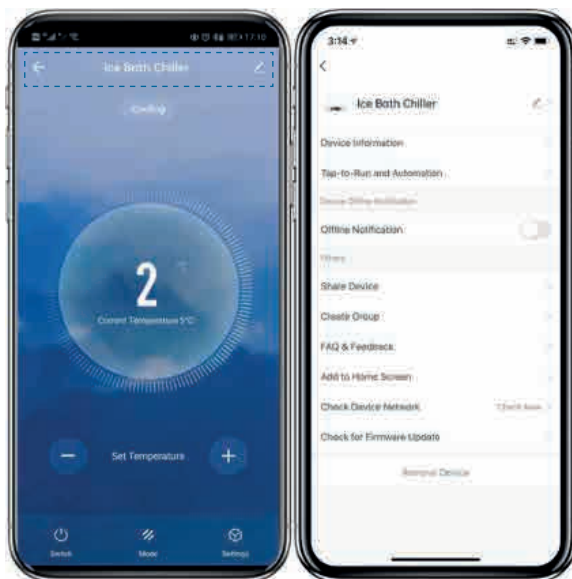 17:10
Ice Bath Chiller
Cooling
2
Current Temperature 5°C
Set Temperature
Switch
Mode
Settings
3:14
Ice Bath Chiller
Device Information
Tap-to-Run and Automation
Device Offline Notification
Offline Notification
Others
Share Device
Create Group
FAQ & Feedback
Add to Home Screen
Check Device Network
Check Now
Check for Firmware Update
Remove Device